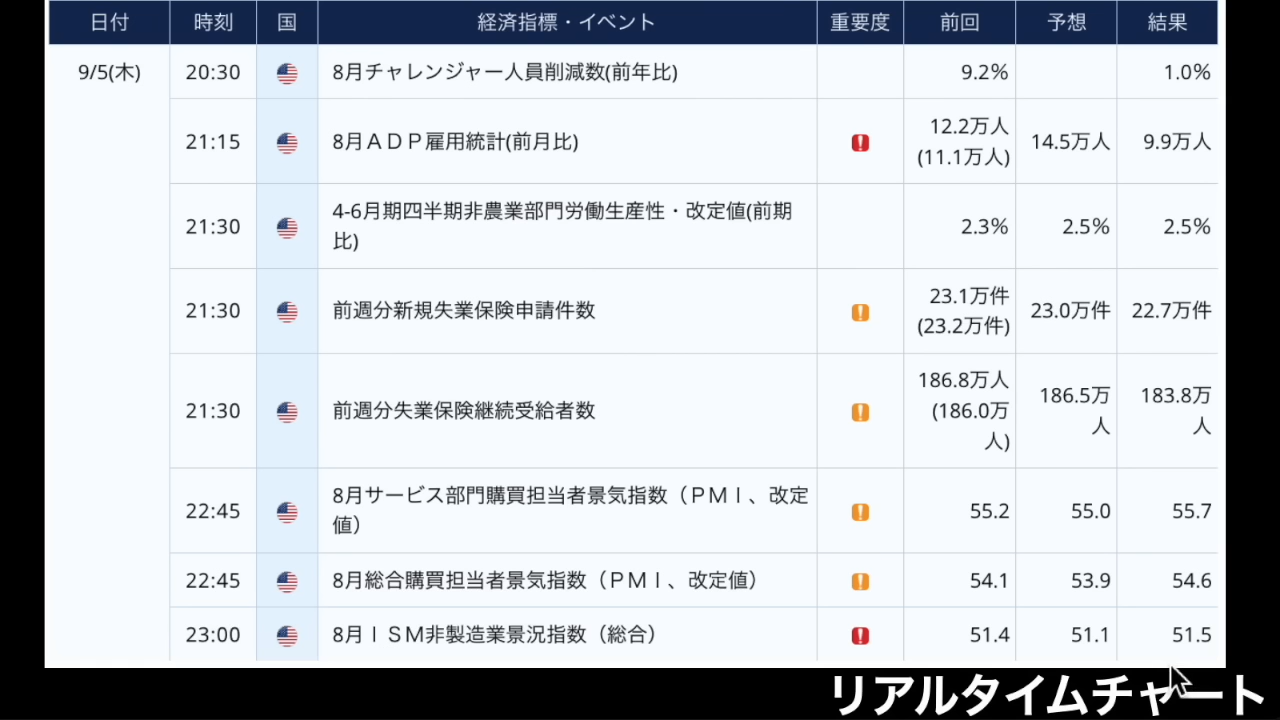 日付 時刻 国 経済指標・イベント 重要度 前回 予想 結果
9/5(木) 20:30 8月チャレンジャー人員削減数(前年比) 9.2% 1.0%
21:15 8月ＡＤＰ雇用統計(前月比) 12.2万人 (11.1万人) 14.5万人 9.9万人
21:30 4-6月期四半期非農業部門労働生産性・改定値(前期
比) 2.3% 2.5% 2.5%
21:30 前週分新規失業保険申請件数 23.1万件 (23.2万件) 23.0万件 22.7万件
21:30 前週分失業保険継続受給者数 186.8万人 (186.0万人) 186.5万人 183.8万人
22:45 8月サービス部門購買担当者景気指数（ＰＭＩ、改定
値） 55.2 55.0 55.7
22:45 8月総合購買担当者景気指数（ＰＭＩ、改定値） 54.1 53.9 54.6
23:00 8月ＩＳＭ非製造業景況指数（総合） 51.4 51.1 51.5
リアルタイムチャート